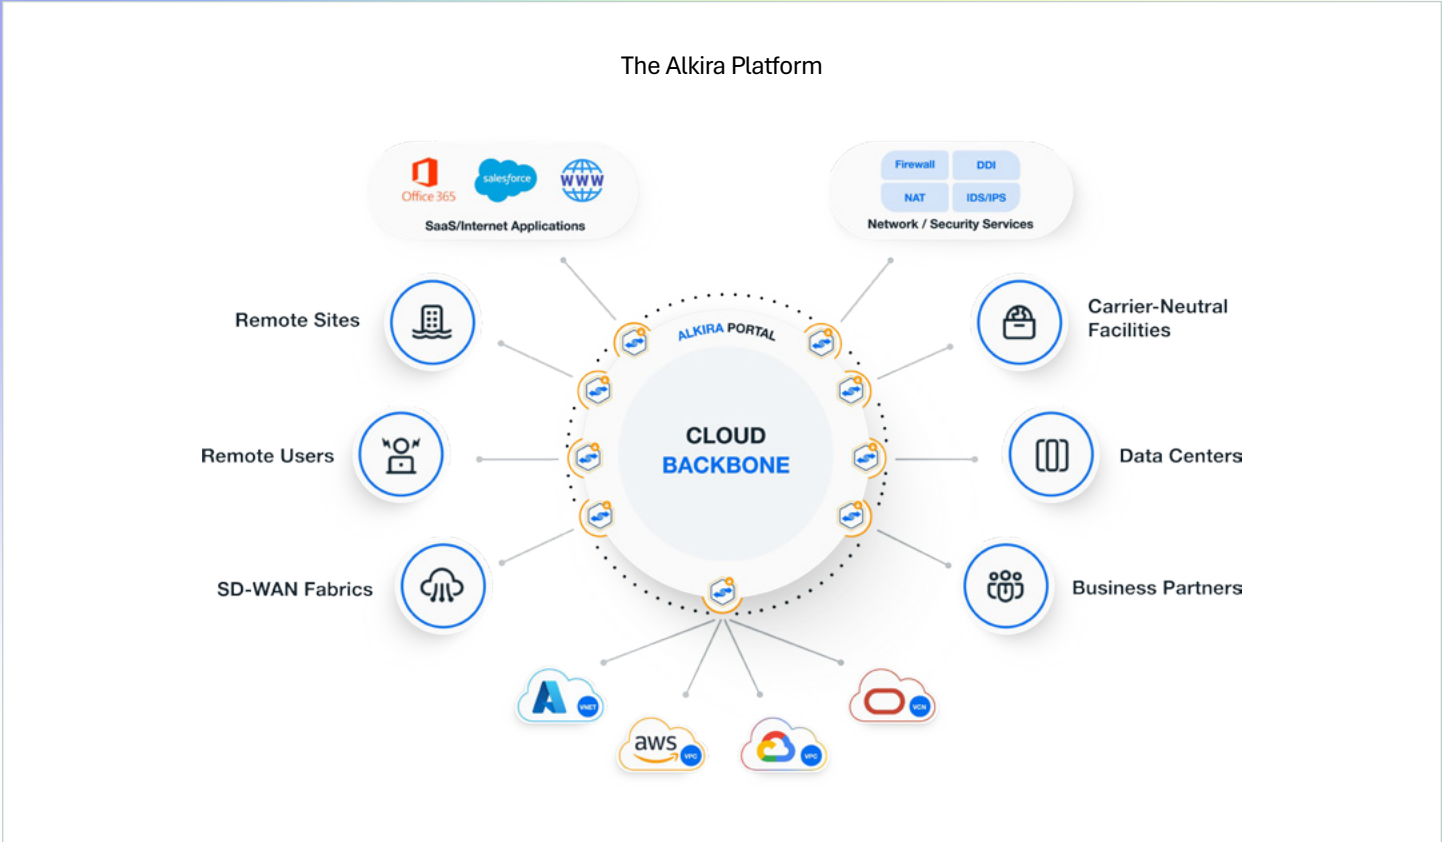 The Alkira Platform
Office 365
salesforce
WWW
SaaS/Internet Applications
Firewall
DDI
NAT
IDS/IPS
Network / Security Services
Remote Sites
Carrier-Neutral
Facilities
ALKIRA PORTAL
Remote Users
CLOUD
BACKBONE
Data Centers
SD-WAN Fabrics
Business Partners
VNET
aws
VPC
VPC
VCN